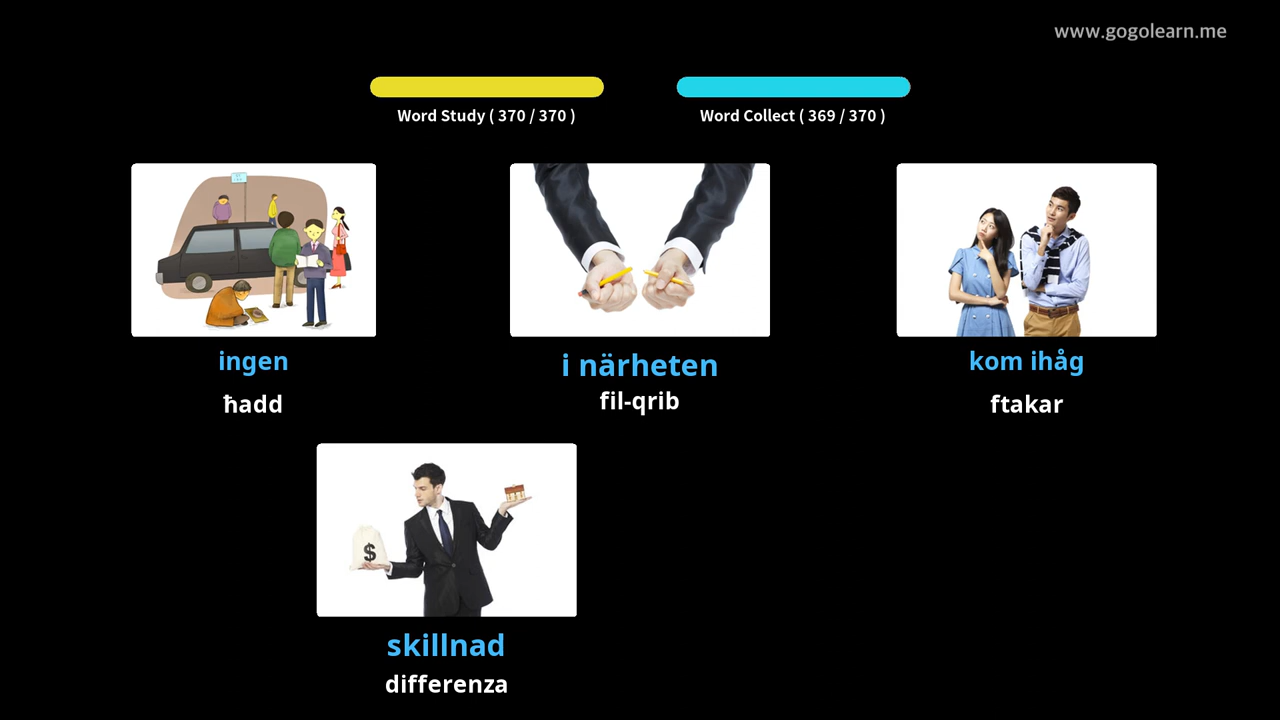 www.gogolearn.me
Word Study ( 370 / 370 )
Word Collect ( 369 / 370 )
ingen
ħadd
i närheten
fil-qrib
kom ihåg
ftakar
$
skillnad
differenza